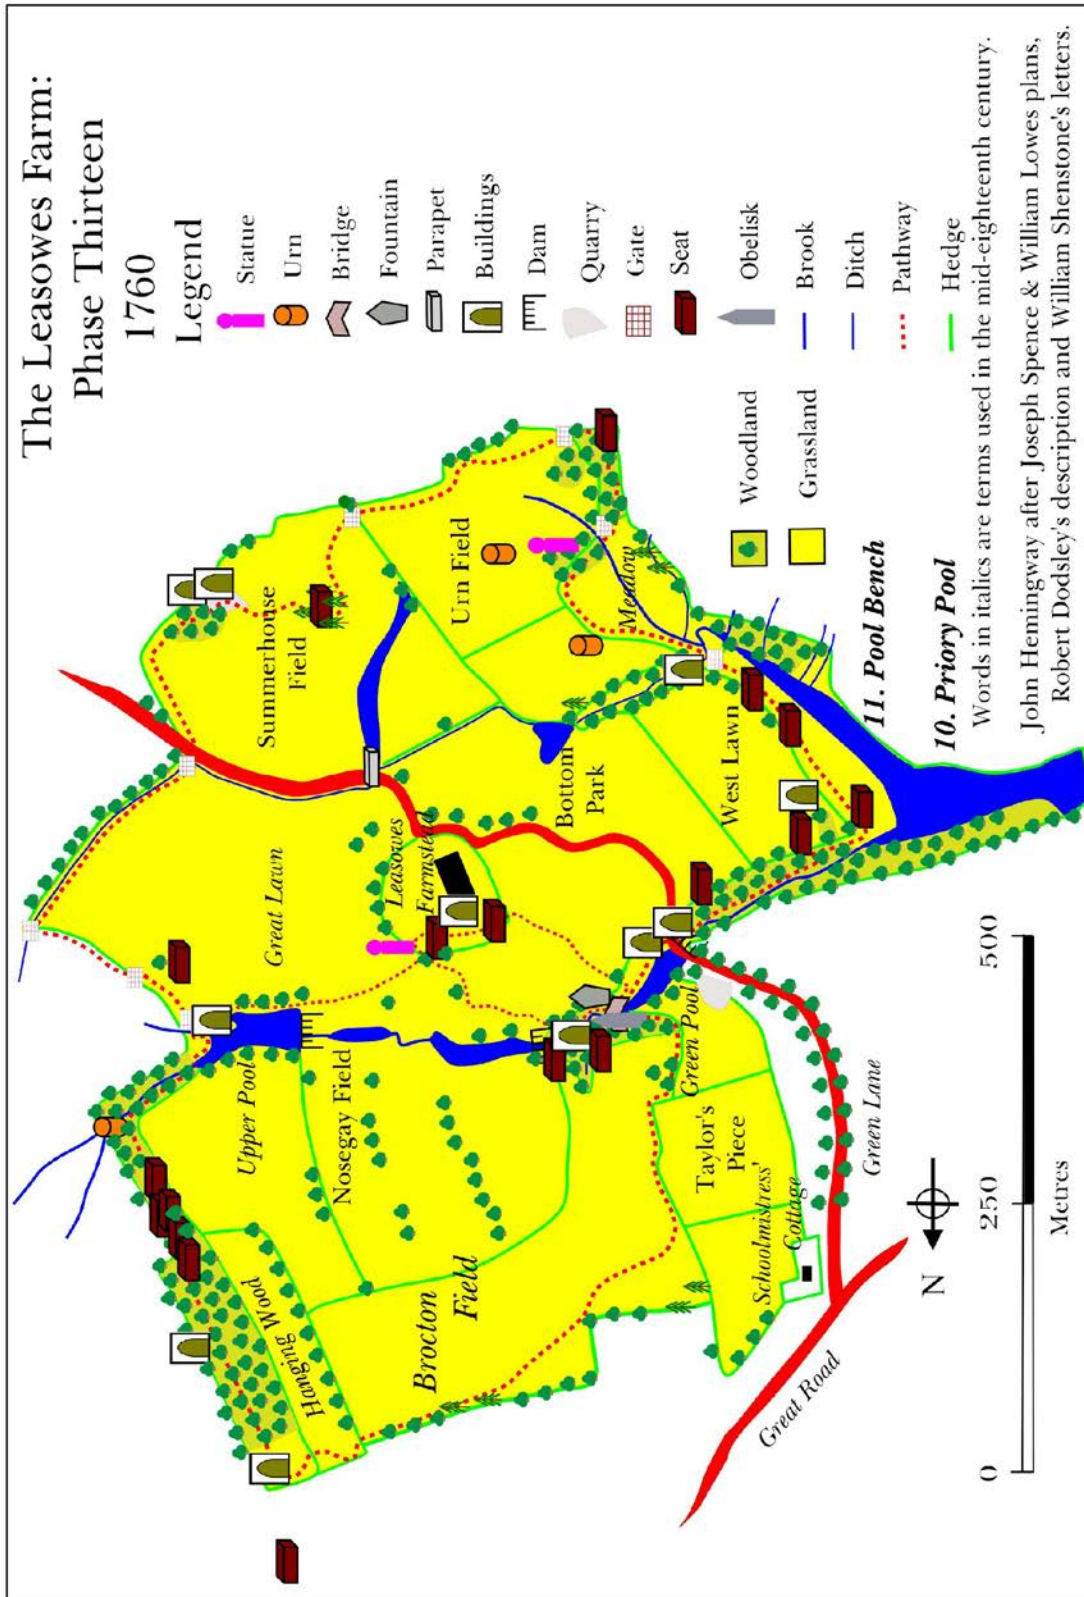 The Leasowes Farm:
Phase Thirteen
1760
Legend
Statue
Urn
Bridge
Fountain
Parapet
Buildings
Dam
Quarry
Gate
Seat
Obelisk
Brook
Ditch
Pathway
Hedge
Woodland
Grassland
11. Pool Bench
10. Priory Pool
Words in italics are terms used in the mid-eighteenth century.
John Hemingway after Joseph Spence & William Lowes plans,
Robert Dodsley's description and William Shenstone's letters.
Summerhouse
Field
Urn Field
Meadow
Great Lawn
Leasowes
Farmstead
Bottom
Park
West Lawn
Upper Pool
Nosegay Field
Hanging Wood
Brocton
Field
Green Pool
Taylor's
Piece
Schoolmistress'
Cottage
Green Lane
Great Road
N
0
250
500
Metres